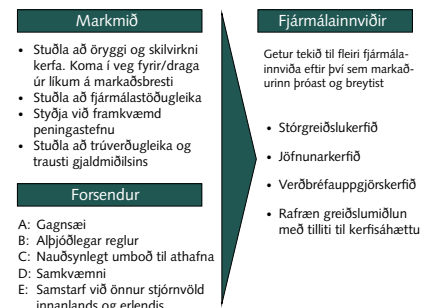 Markmið
• Stuðla að öryggi og skilvirkni
kerfa. Koma í veg fyrir/draga
úr líkum á markaðsbresti
• Stuðla að fjármálastöðugleika
• Styðja við framkvæmd
peningastefnu
• Stuðla að trúverðugleika og
trausti gjaldmiðilsins
Forsendur
A: Gagnsæi
B: Alþjóðlegar reglur
C: Nauðsynlegt umboð til athafna
D: Samkvæmni
E: Samstarf við önnur stjórnvöld
innanlands og erlendis
Fjármálainnviðir
Getur tekið til fleiri fjármála-
innviða eftir því sem markað-
urinn þróast og breytist
• Stórgreiðslukerfið
• Jöfnunarkerfið
• Verðbréfauppgjörskerfið
• Rafræn greiðslumiðlun
með tilliti til kerfisáhættu